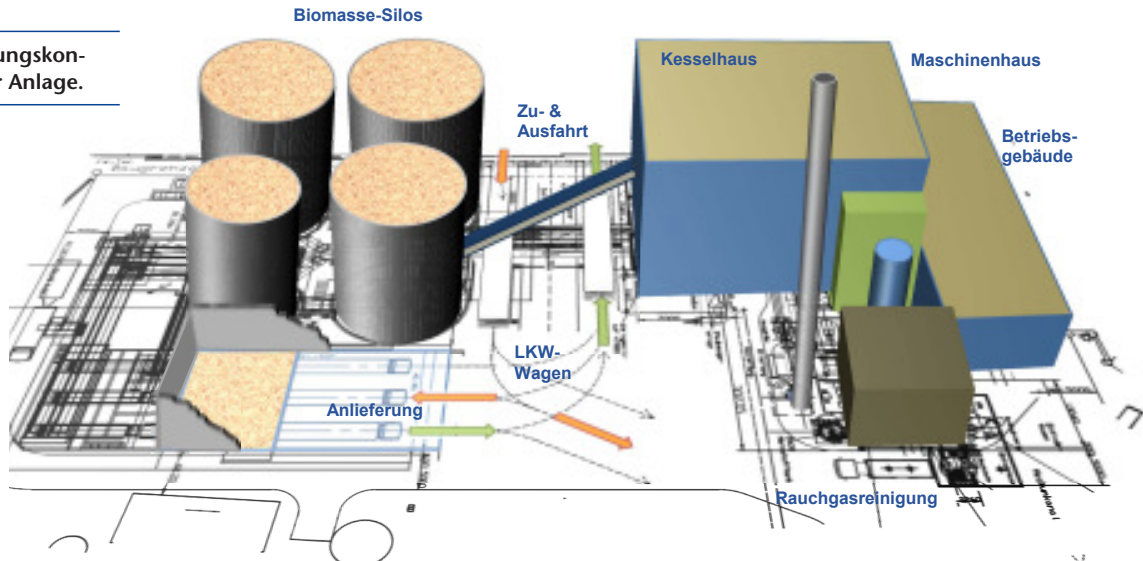 Biomasse-Silos
ungskon-
r Anlage.
Kesselhaus
Maschinenhaus
Zu- &
Ausfahrt
Betriebs-
gebäude
LKW-
Wagen
Anlieferung
Rauchgasreinigung